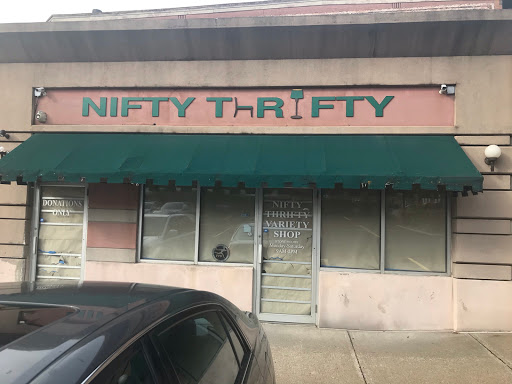 NIFTY ThRIFTY
DONATIONS
ONLY
NIFTY
THRIFTY
VARIETY
SHOP